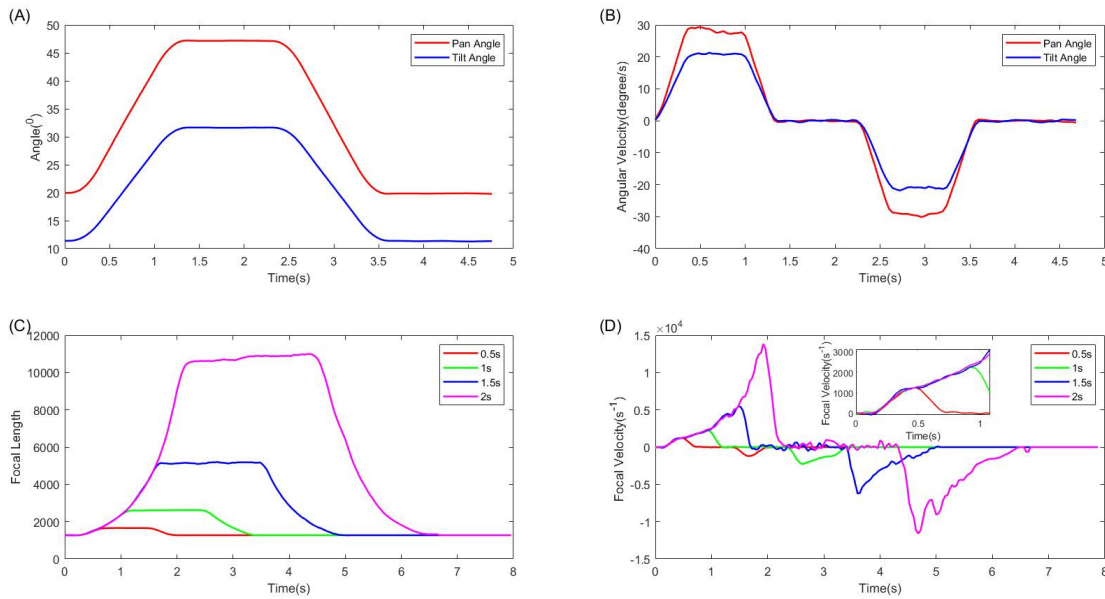 (A)
50
45
40
35
30
25
20
15
10
Angle(⁰)
0 0.5 1 1.5 2 2.5 3 3.5 4 4.5 5
Time(s)
Pan Angle
Tilt Angle
(B)
30
20
10
0
-10
-20
-30
-40
Angular Velocity(degree/s)
0 0.5 1 1.5 2 2.5 3 3.5 4 4.5 5
Time(s)
Pan Angle
Tilt Angle
(C)
12000
10000
8000
6000
4000
2000
0
Focal Length
0 1 2 3 4 5 6 7 8
Time(s)
0.5s
1s
1.5s
2s
(D)
×10⁴
1.5
1
0.5
0
-0.5
-1
-1.5
Focal Velocity(s⁻¹)
0 1 2 3 4 5 6 7 8
Time(s)
3000
2000
1000
0
Focal Velocity(s⁻¹)
0 0.5 1
Time(s)
0.5s
1s
1.5s
2s